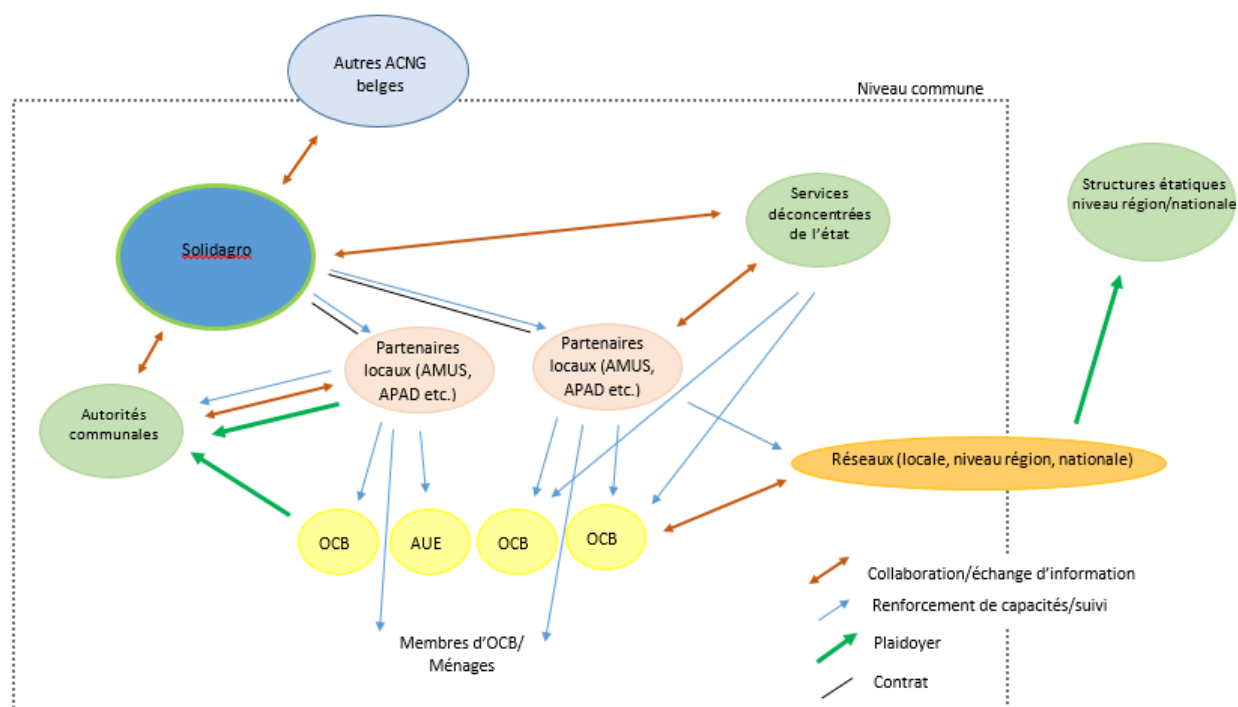 Autres ACNG
belges
Niveau commune
Structures étatiques
niveau région/nationale
Services
déconcentrées
de l'état
Solidagro
Partenaires
locaux (AMUS,
APAD etc.)
Partenaires
locaux (AMUS,
APAD etc.)
Autorités
communales
Réseaux (locale, niveau région, nationale)
OCB
AUE
OCB
OCB
Collaboration/échange d'information
Renforcement de capacités/suivi
Plaidoyer
Contrat
Membres d'OCB/
Ménages